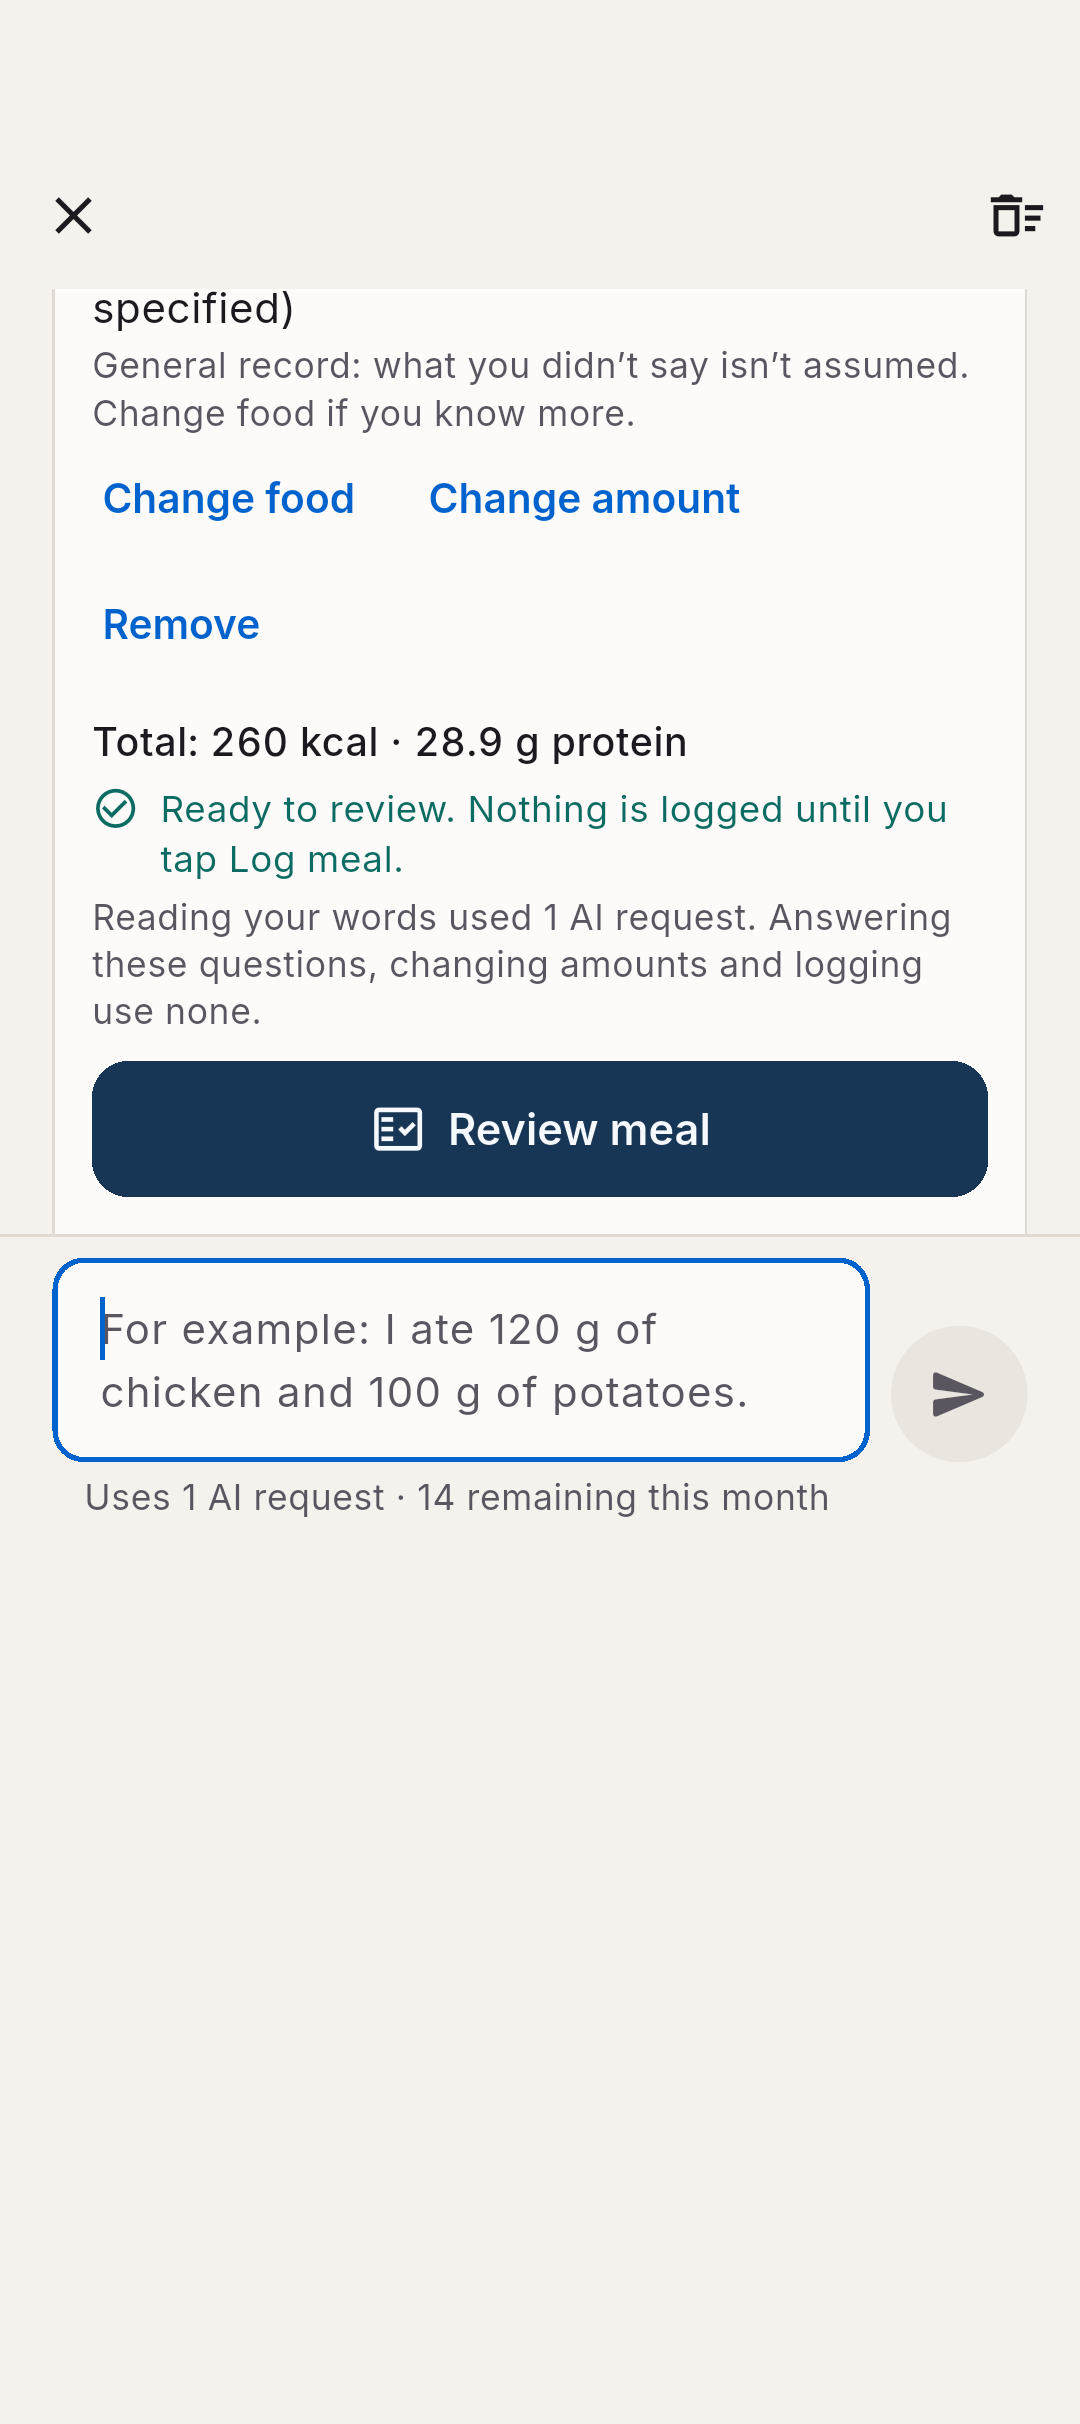 specified)
General record: what you didn’t say isn’t assumed.
Change food if you know more.
Change food Change amount
Remove
Total: 260 kcal · 28.9 g protein
Ready to review. Nothing is logged until you
tap Log meal.
Reading your words used 1 AI request. Answering
these questions, changing amounts and logging
use none.
Review meal
For example: I ate 120 g of
chicken and 100 g of potatoes.
Uses 1 AI request · 14 remaining this month